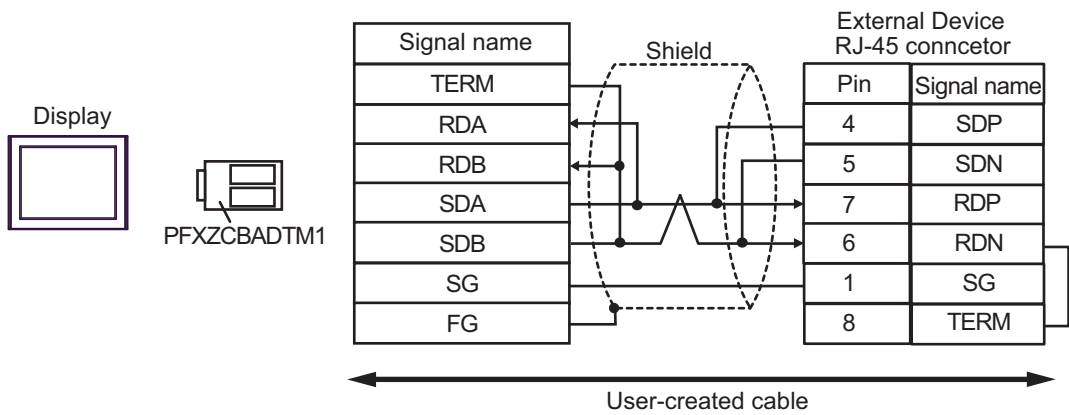 External Device
RJ-45 conncetor
Display
PFXZCBADTM1
Signal name
TERM
RDA
RDB
SDA
SDB
SG
FG
Shield
Pin Signal name
4 SDP
5 SDN
7 RDP
6 RDN
1 SG
8 TERM
User-created cable